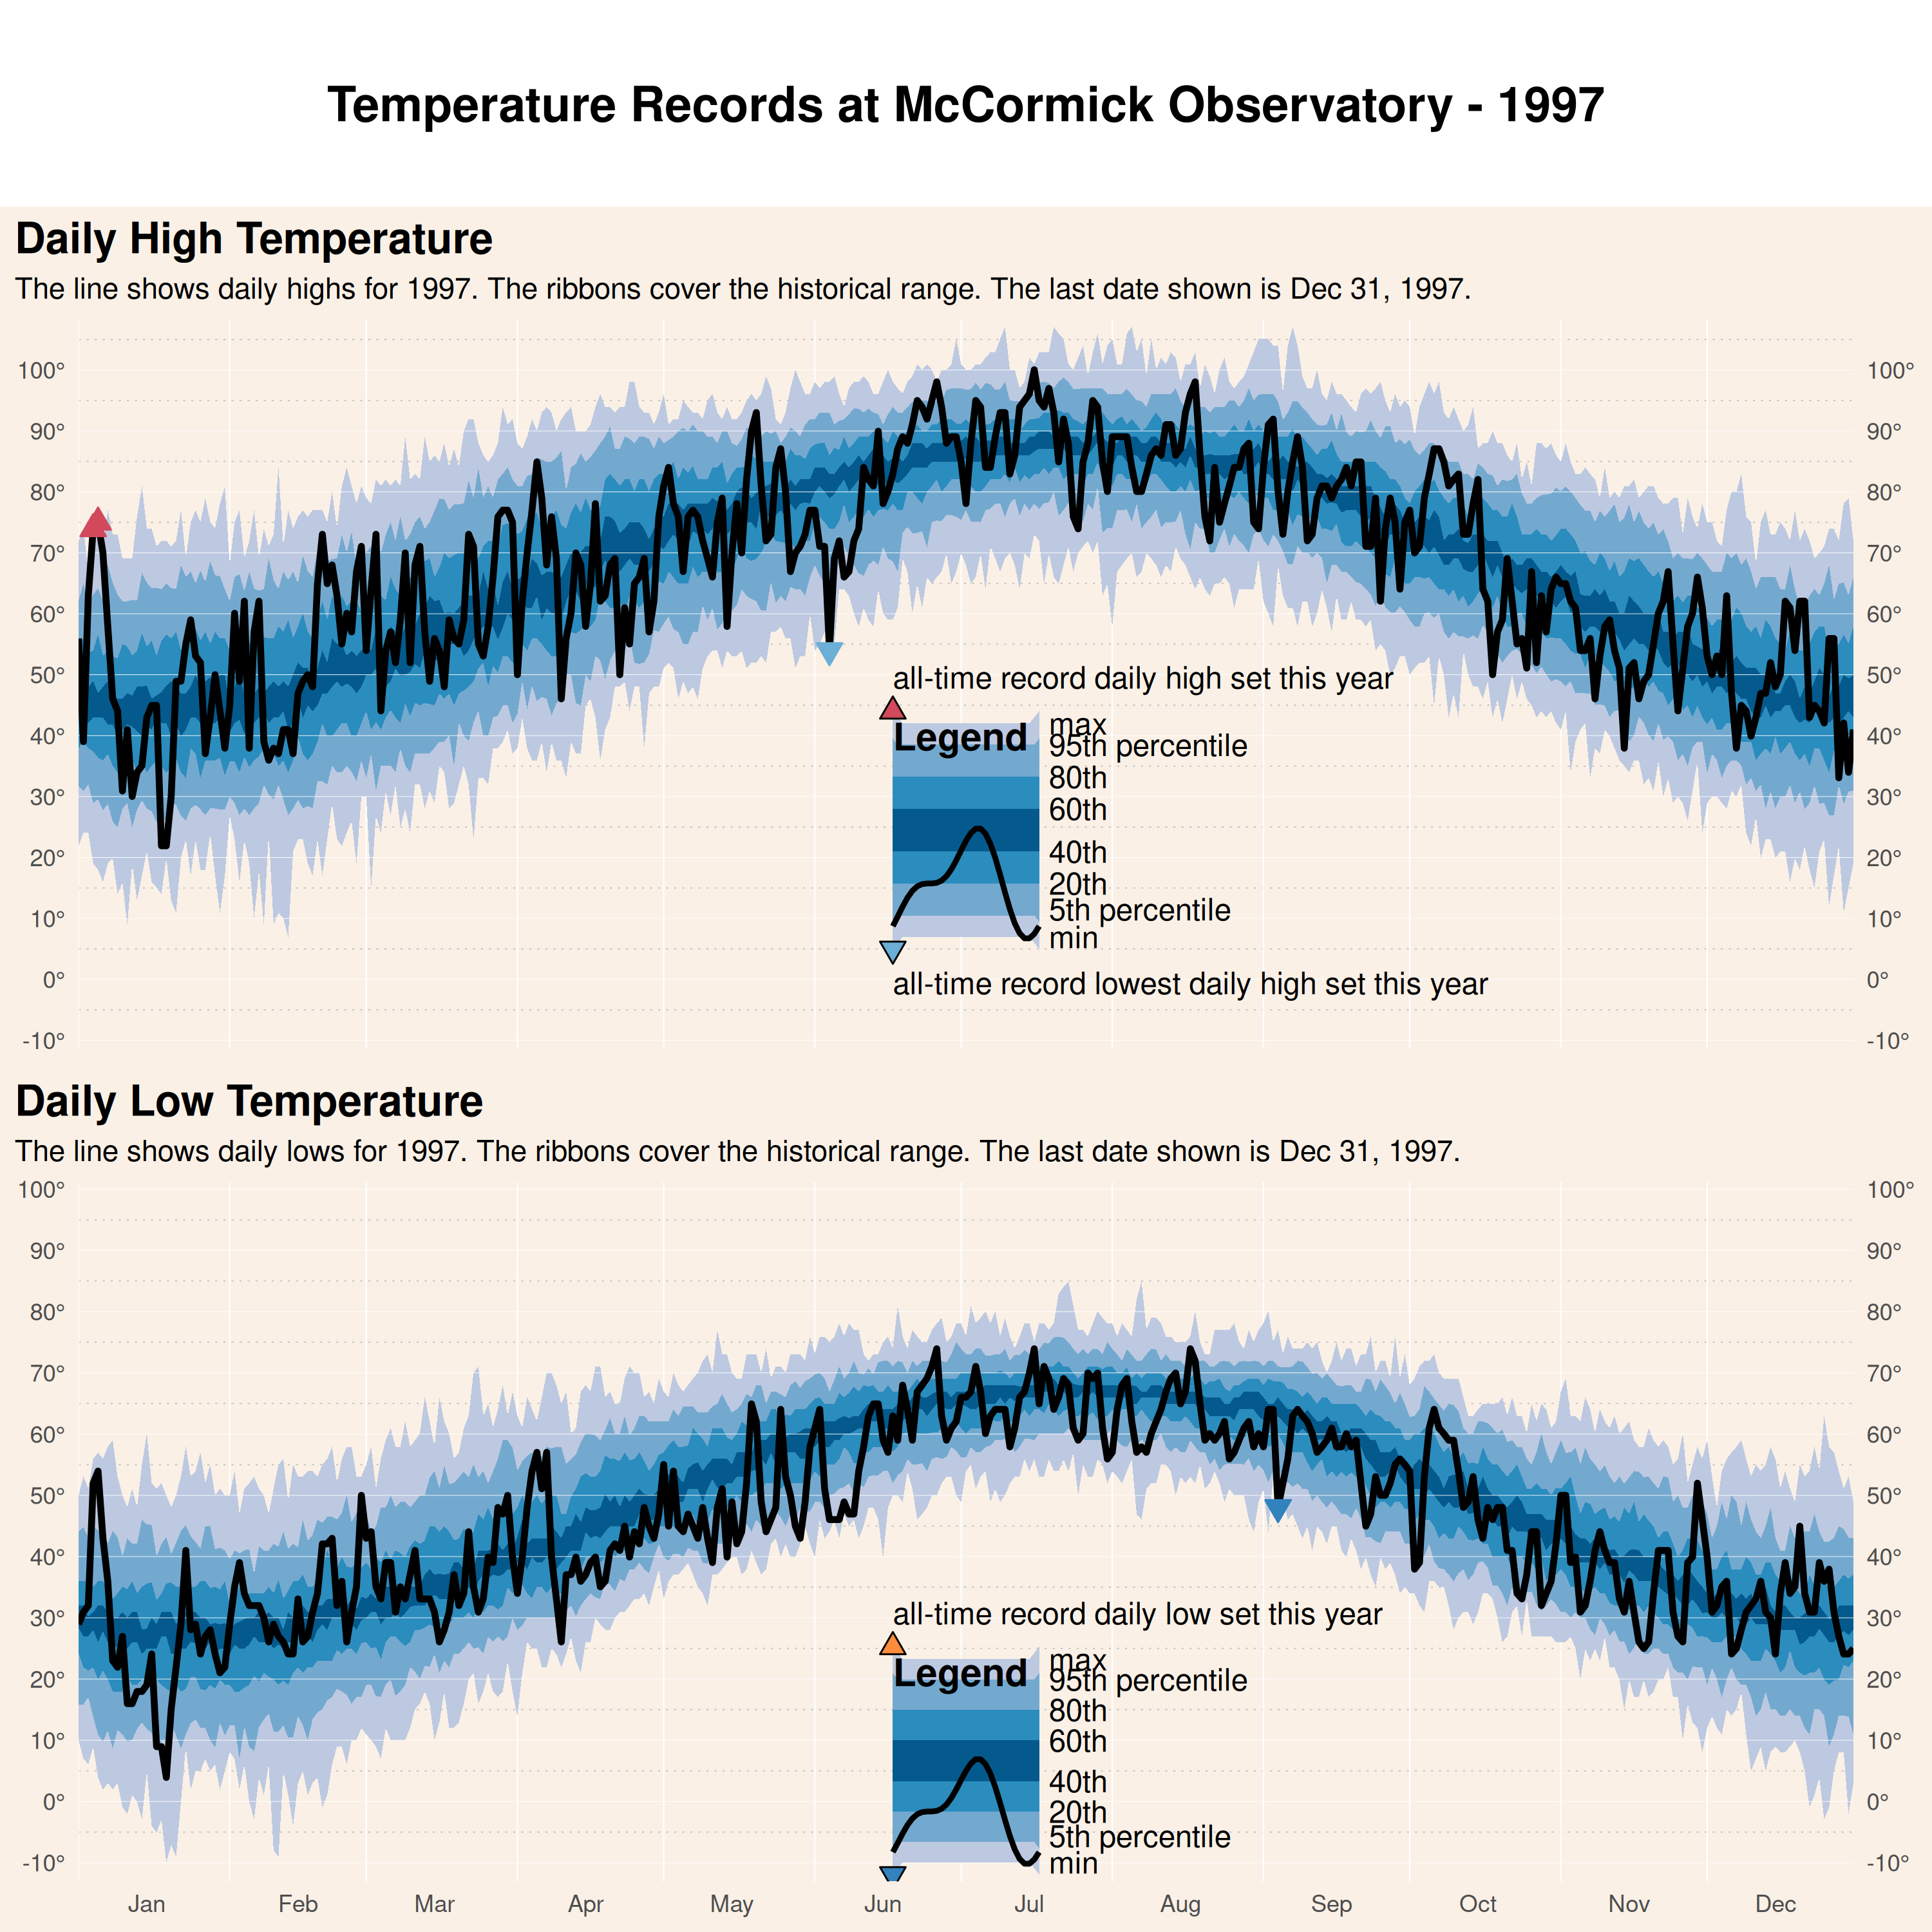 Temperature Records at McCormick Observatory - 1997
Daily High Temperature
The line shows daily highs for 1997. The ribbons cover the historical range. The last date shown is Dec 31, 1997.
100° 100°
90° 90°
80° 80°
70° 70°
60° 60°
50° 50°
all-time record daily high set this year
40° 40°
30° 30°
20° 20°
10° 10°
0° 0°
-10° -10°
Legend
max
95th percentile
80th
60th
40th
20th
5th percentile
min
all-time record lowest daily high set this year
Daily Low Temperature
The line shows daily lows for 1997. The ribbons cover the historical range. The last date shown is Dec 31, 1997.
100° 100°
90° 90°
80° 80°
70° 70°
60° 60°
50° 50°
40° 40°
30° 30°
20° 20°
10° 10°
0° 0°
-10° -10°
all-time record daily low set this year
Legend
max
95th percentile
80th
60th
40th
20th
5th percentile
min
Jan Feb Mar Apr May Jun Jul Aug Sep Oct Nov Dec